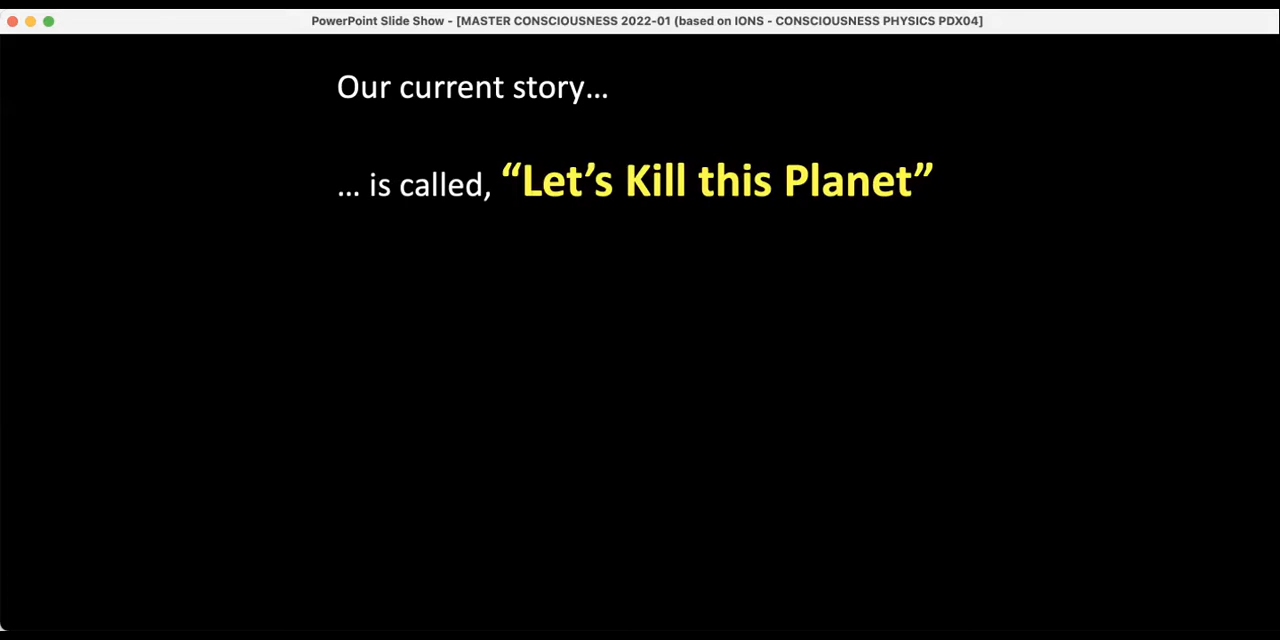 PowerPoint Slide Show - [MASTER CONSCIOUSNESS 2022-01 (based on IONS - CONSCIOUSNESS PHYSICS PDX04]
Our current story…
… is called, “Let’s Kill this Planet”